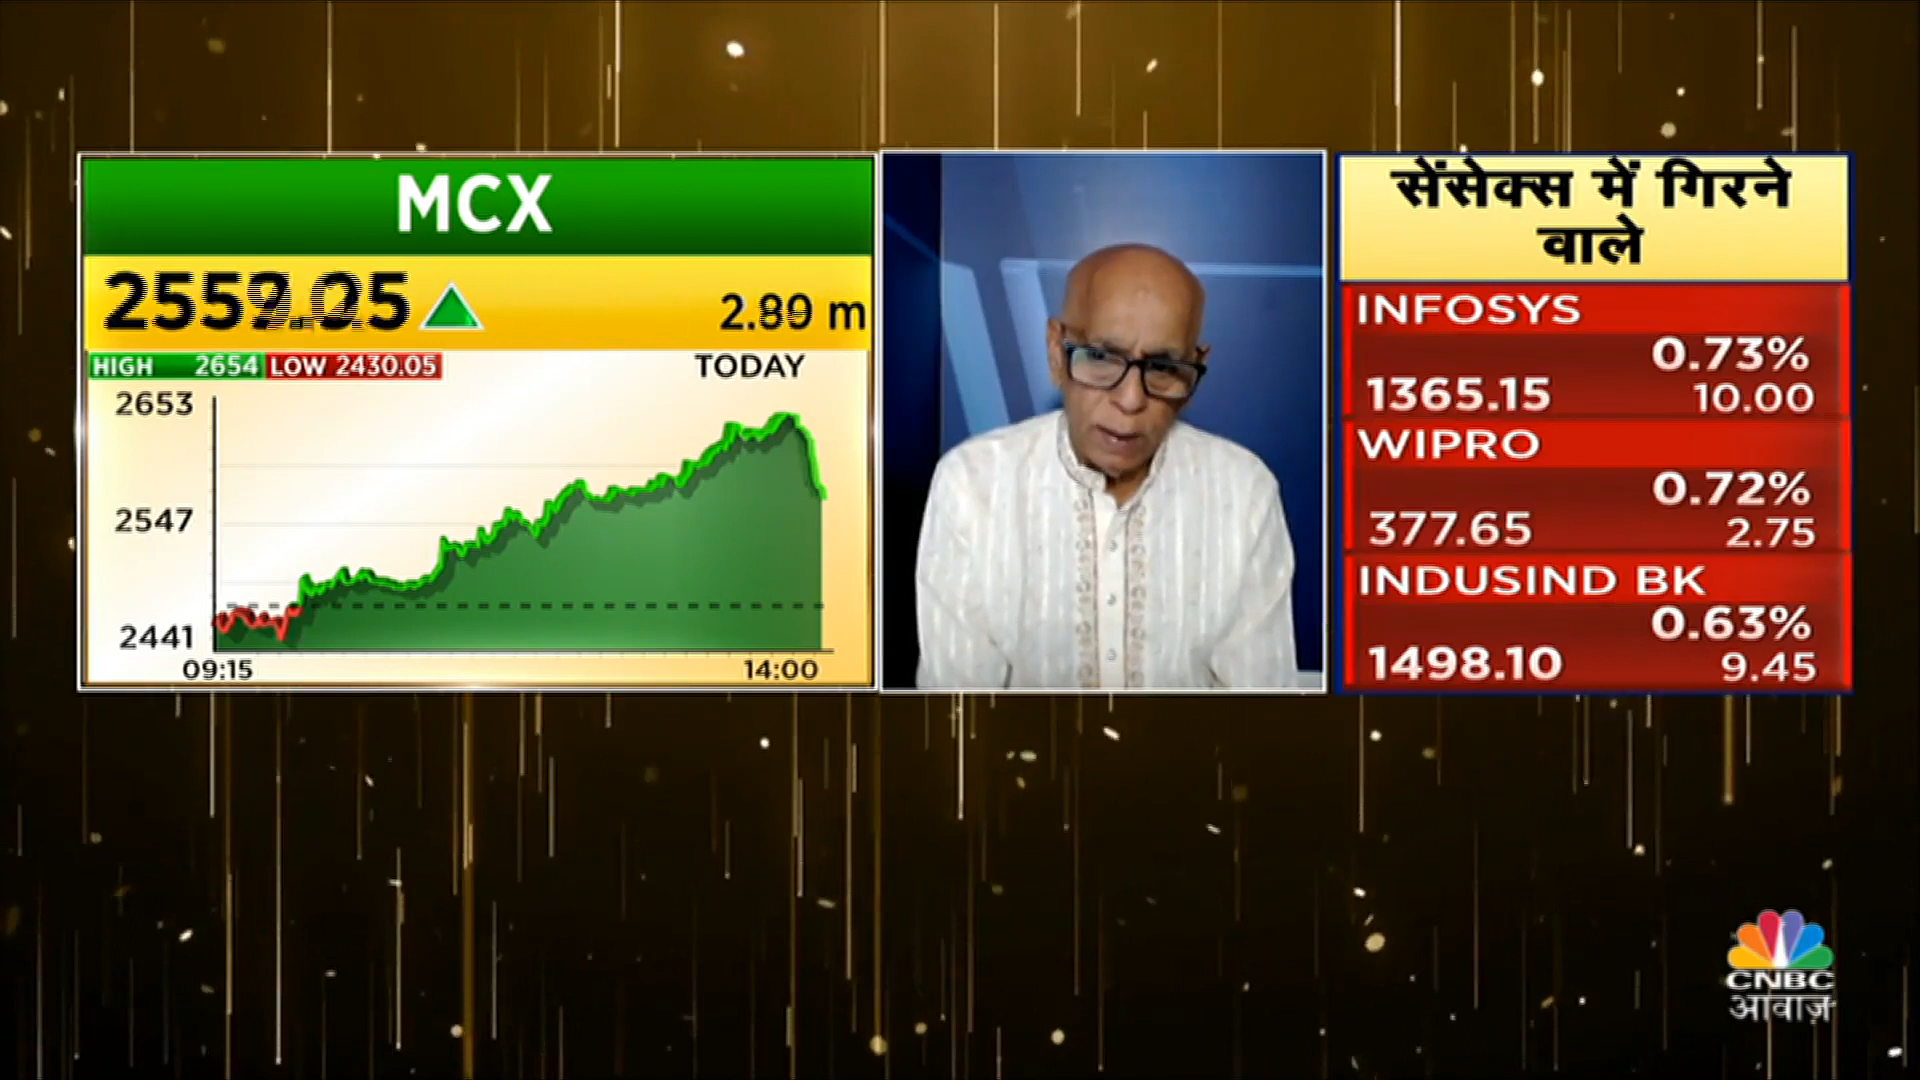 MCX
HIGH 2654 LOW 2430.05
TODAY
2653
2547
2441
09:15
14:00
सेंसेक्स में गिरने
वाले
INFOSYS
0.73%
1365.15
10.00
WIPRO
0.72%
377.65
2.75
INDUSIND BK
0.63%
1498.10
9.45
CNBC
आवाज़